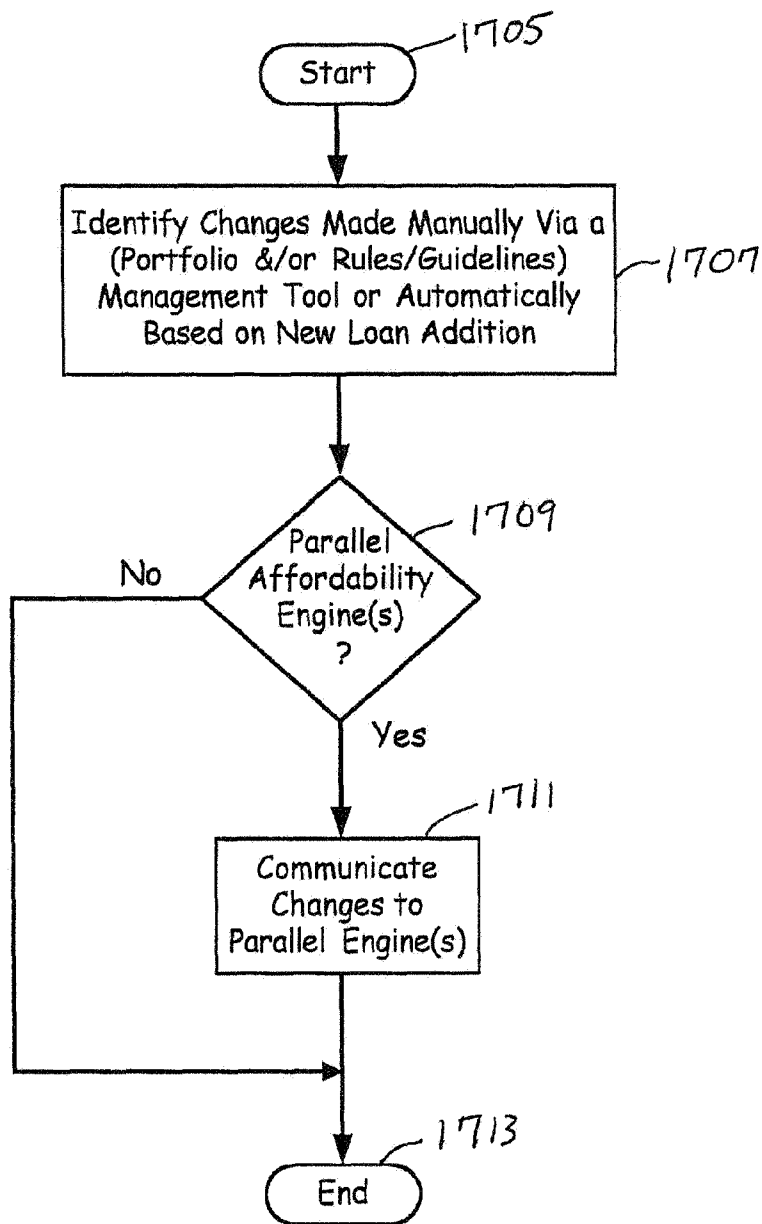 1705
Start
Identify Changes Made Manually Via a
(Portfolio &/or Rules/Guidelines)
Management Tool or Automatically
Based on New Loan Addition
1707
1709
Parallel
Affordability
Engine(s)
?
No
Yes
1711
Communicate
Changes to
Parallel Engine(s)
1713
End